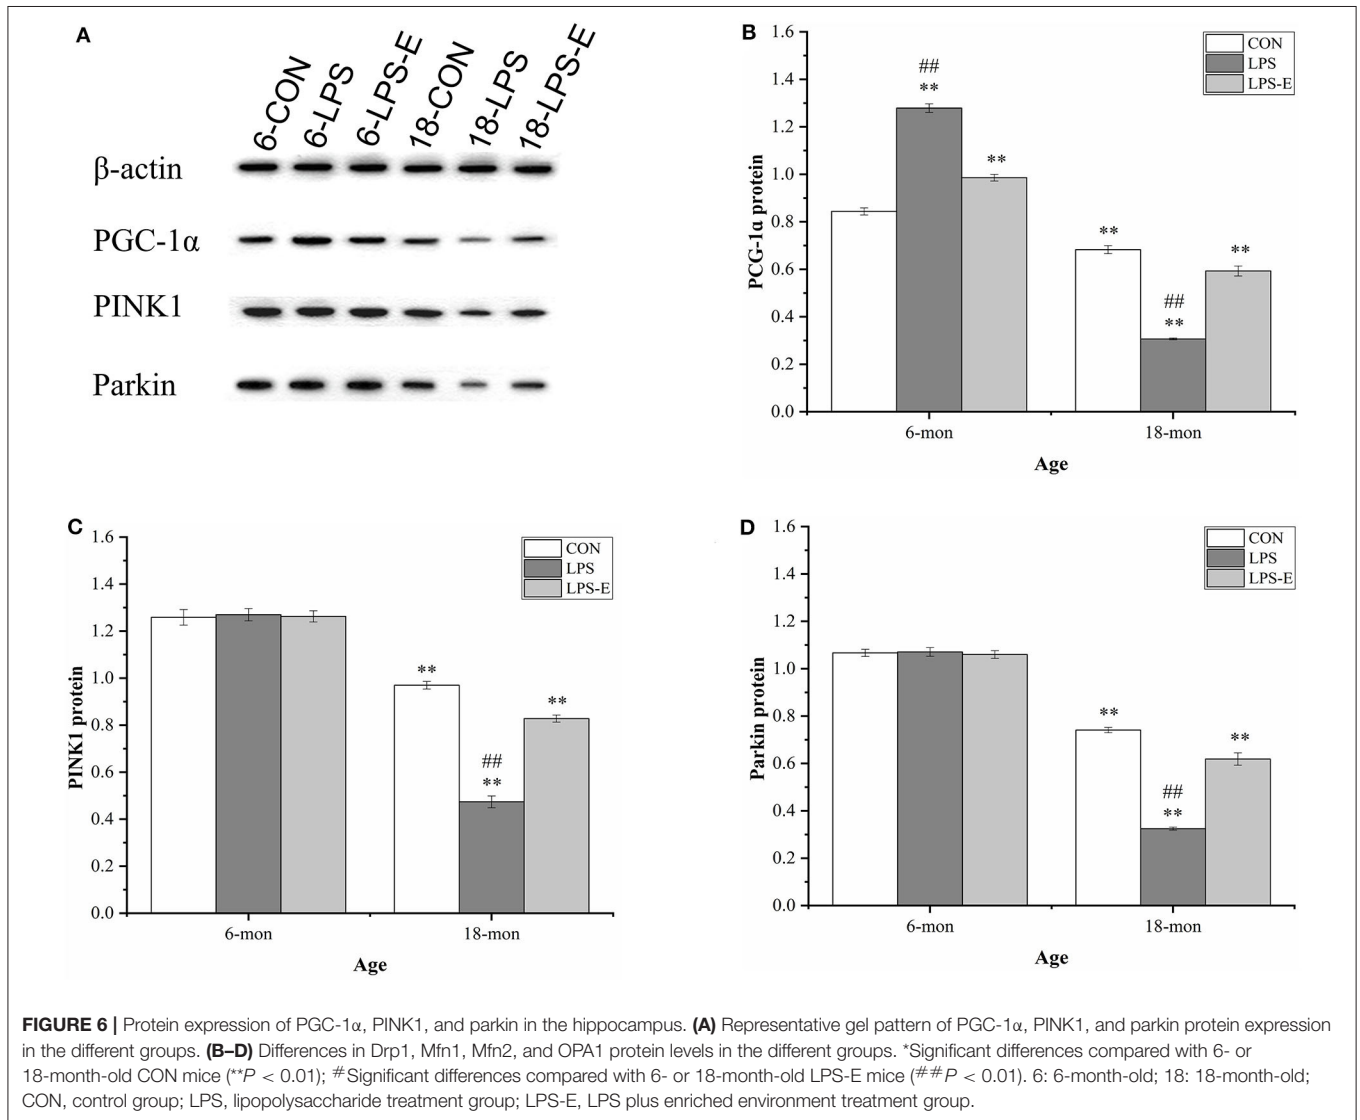 A
6-CON
6-LPS
6-LPS-E
18-CON
18-LPS
18-LPS-E
β-actin
PGC-1α
PINK1
Parkin
B
1.6
1.4
1.2
1.0
0.8
0.6
0.4
0.2
0.0
PCG-1α protein
CON
LPS
LPS-E
##
**
**
**
##
**
**
6-mon
18-mon
Age
C
1.6
1.4
1.2
1.0
0.8
0.6
0.4
0.2
0.0
PINK1 protein
CON
LPS
LPS-E
**
##
**
**
6-mon
18-mon
Age
D
1.6
1.4
1.2
1.0
0.8
0.6
0.4
0.2
0.0
Parkin protein
CON
LPS
LPS-E
**
##
**
**
6-mon
18-mon
Age
FIGURE 6 | Protein expression of PGC-1α, PINK1, and parkin in the hippocampus. (A) Representative gel pattern of PGC-1α, PINK1, and parkin protein expression
in the different groups. (B–D) Differences in Drp1, Mfn1, Mfn2, and OPA1 protein levels in the different groups. *Significant differences compared with 6- or
18-month-old CON mice (**P < 0.01); #Significant differences compared with 6- or 18-month-old LPS-E mice (##P < 0.01). 6: 6-month-old; 18: 18-month-old;
CON, control group; LPS, lipopolysaccharide treatment group; LPS-E, LPS plus enriched environment treatment group.